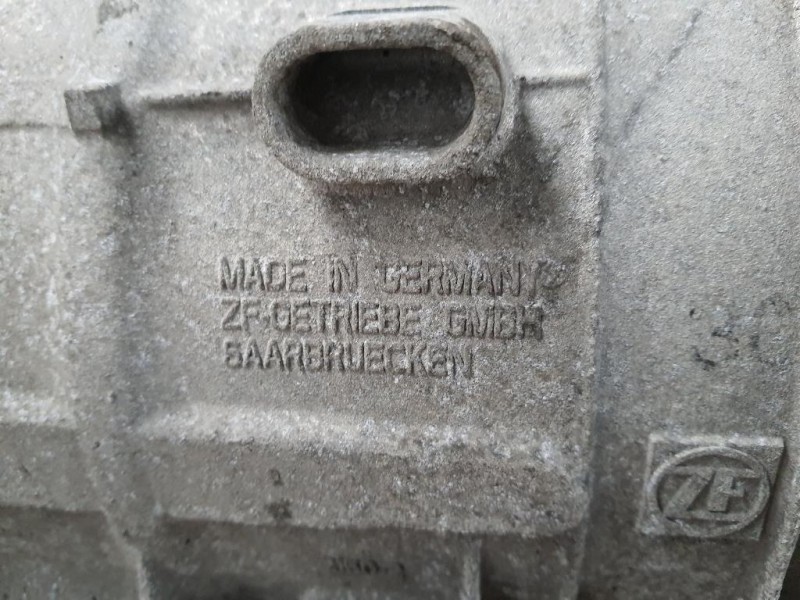 MADE IN GERMANY
ZF-GETRIEBE GMBH
SAARBRUECKEN
ZF